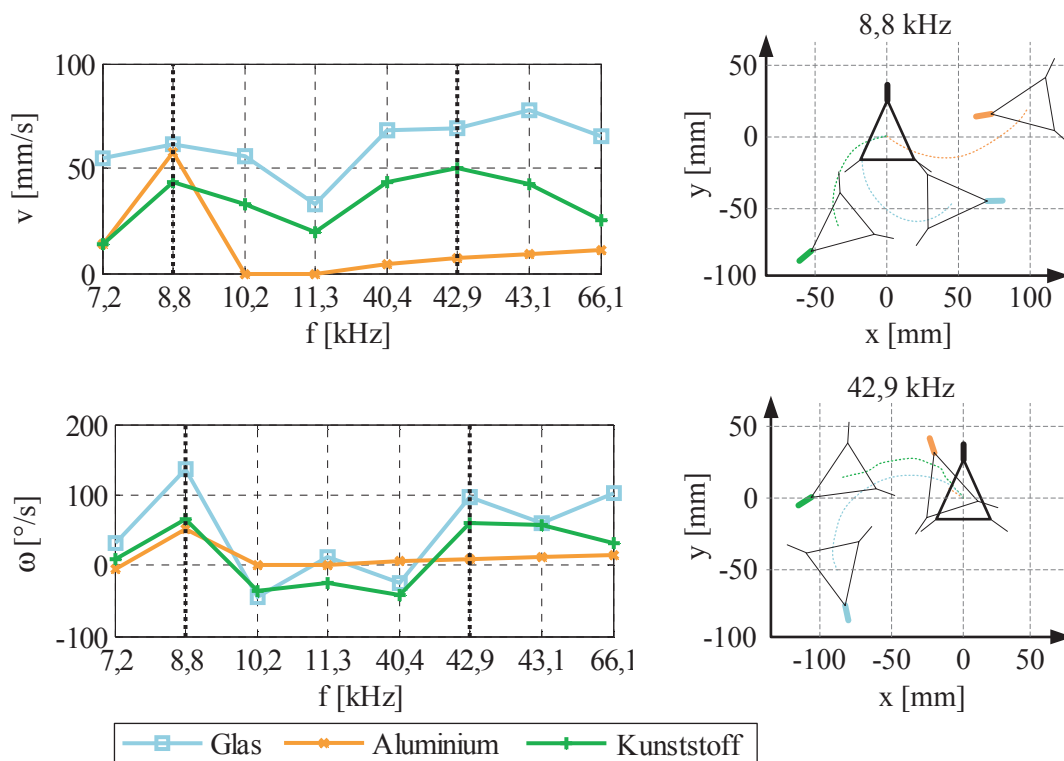 100
50
0
v [mm/s]
7,2 8,8 10,2 11,3 40,4 42,9 43,1 66,1
f [kHz]
8,8 kHz
50
0
-50
-100
y [mm]
-50 0 50 100
x [mm]
200
100
0
-100
ω [°/s]
7,2 8,8 10,2 11,3 40,4 42,9 43,1 66,1
f [kHz]
42,9 kHz
50
0
-50
-100
y [mm]
-100 -50 0 50
x [mm]
Glas Aluminium Kunststoff